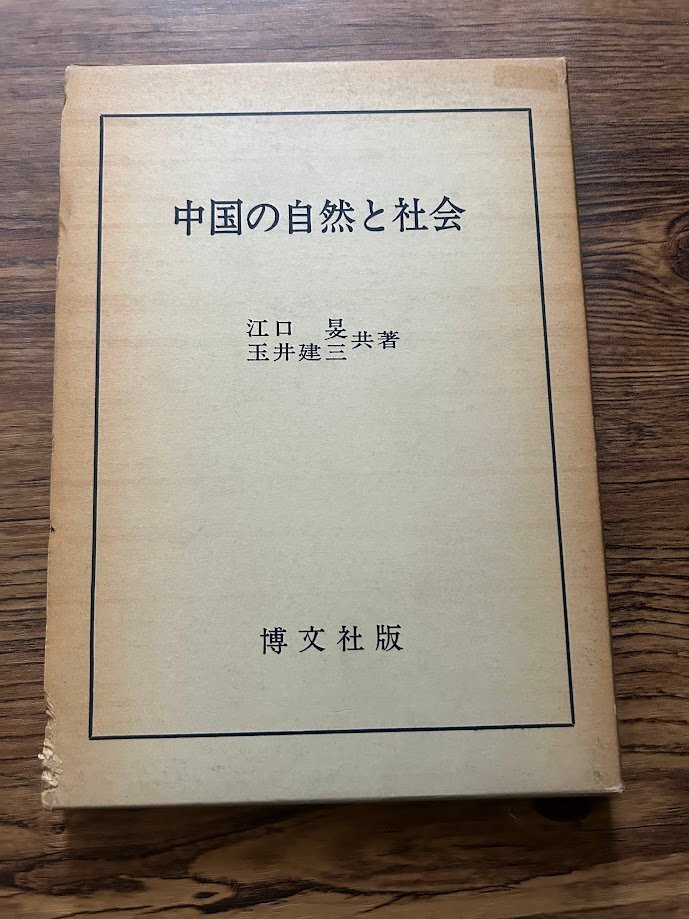 中国の自然と社会
江口 旻
玉井建三共著
博文社版